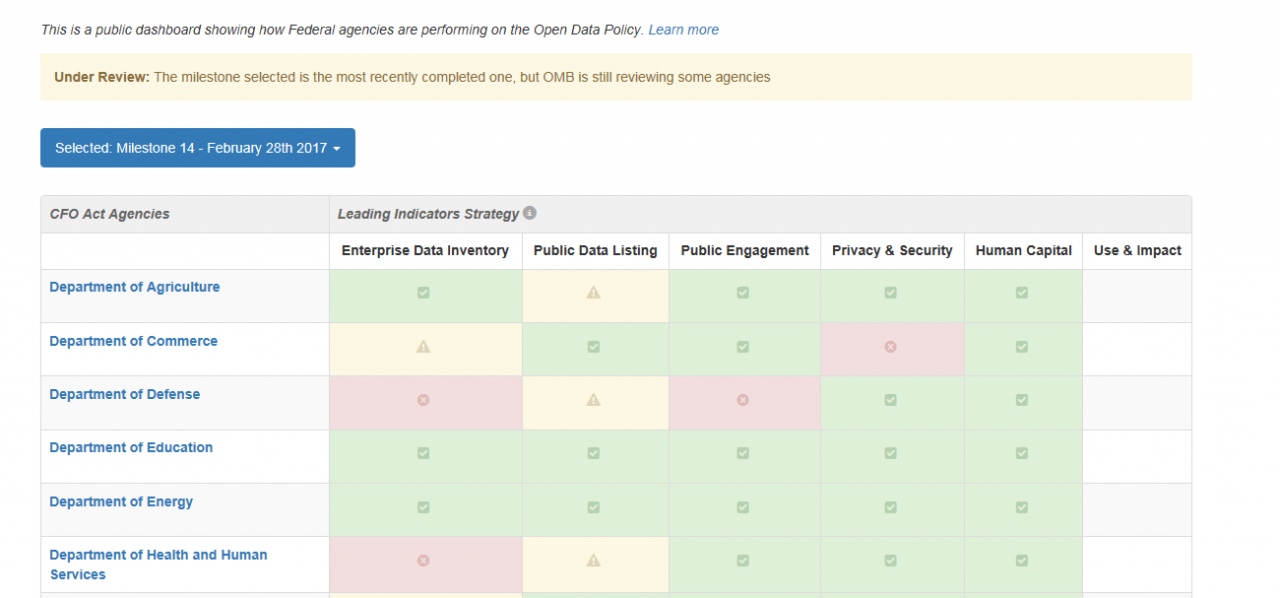 This is a public dashboard showing how Federal agencies are performing on the Open Data Policy. Learn more
Under Review: The milestone selected is the most recently completed one, but OMB is still reviewing some agencies
Selected: Milestone 14 - February 28th 2017
CFO Act Agencies Leading Indicators Strategy
Enterprise Data Inventory Public Data Listing Public Engagement Privacy & Security Human Capital Use & Impact
Department of Agriculture
Department of Commerce
Department of Defense
Department of Education
Department of Energy
Department of Health and Human
Services